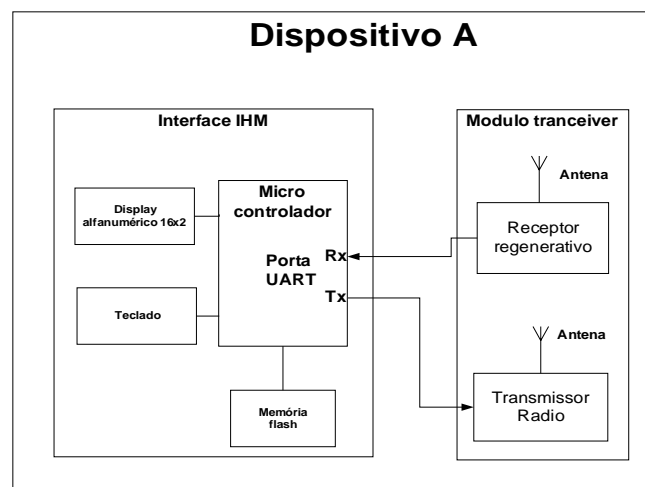 Dispositivo A
Interface IHM
Display
alfanumérico 16x2
Teclado
Micro
controlador
Porta
UART
Rx
Tx
Memória
flash
Modulo tranceiver
Antena
Receptor
regenerativo
Antena
Transmissor
Radio